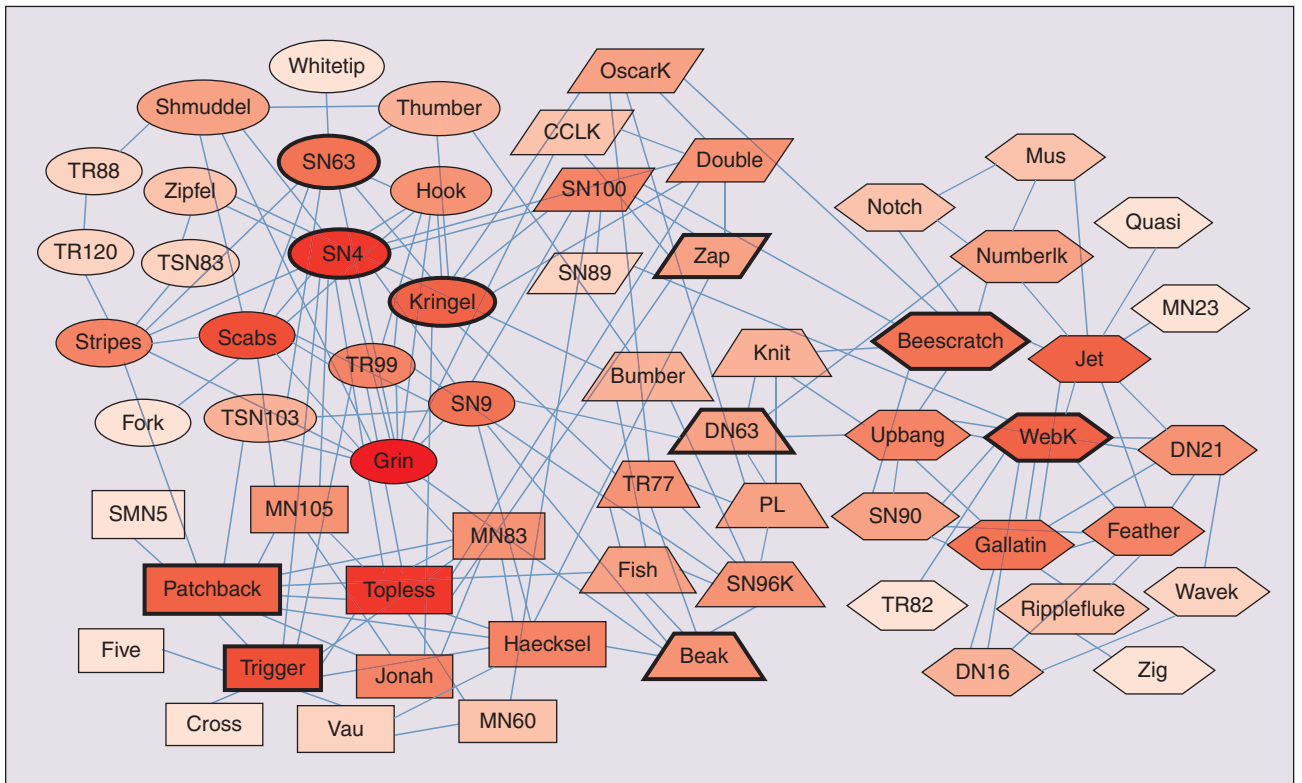 Whitetip
OscarK
Shmuddel
Thumber
CCLK
SN63
Double
Mus
TR88
Zipfel
Hook
SN100
Notch
Quasi
TR120
TSN83
SN4
SN89
Zap
Numberlk
Kringel
MN23
Stripes
Scabs
Beescratch
Jet
TR99
Bumber
Knit
Fork
TSN103
SN9
DN63
Upbang
WebK
DN21
Grin
TR77
PL
SMN5
MN105
MN83
SN90
Gallatin
Feather
Patchback
Topless
Fish
SN96K
TR82
Ripplefluke
Wavek
Five
Trigger
Jonah
Haecksel
Beak
DN16
Zig
Cross
Vau
MN60